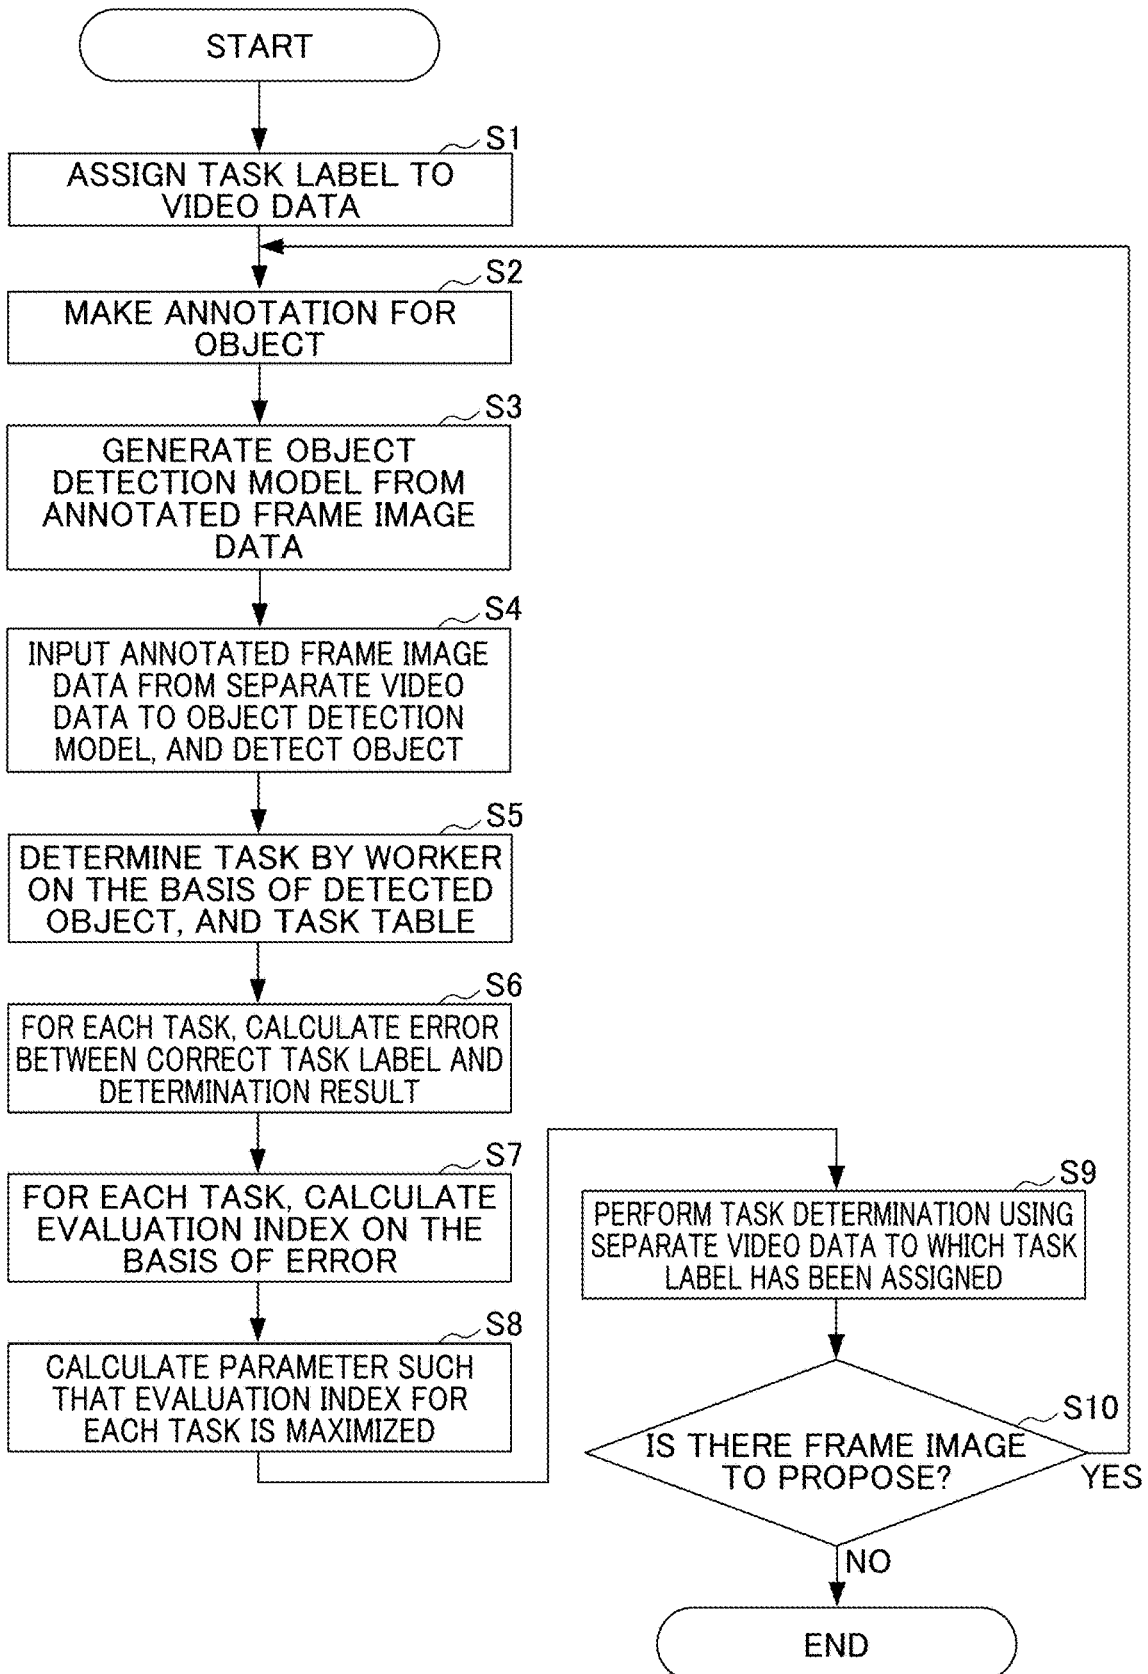 START
S1
ASSIGN TASK LABEL TO
VIDEO DATA
S2
MAKE ANNOTATION FOR
OBJECT
S3
GENERATE OBJECT
DETECTION MODEL FROM
ANNOTATED FRAME IMAGE
DATA
S4
INPUT ANNOTATED FRAME IMAGE
DATA FROM SEPARATE VIDEO
DATA TO OBJECT DETECTION
MODEL, AND DETECT OBJECT
S5
DETERMINE TASK BY WORKER
ON THE BASIS OF DETECTED
OBJECT, AND TASK TABLE
S6
FOR EACH TASK, CALCULATE ERROR
BETWEEN CORRECT TASK LABEL AND
DETERMINATION RESULT
S7
FOR EACH TASK, CALCULATE
EVALUATION INDEX ON THE
BASIS OF ERROR
S8
CALCULATE PARAMETER SUCH
THAT EVALUATION INDEX FOR
EACH TASK IS MAXIMIZED
S9
PERFORM TASK DETERMINATION USING
SEPARATE VIDEO DATA TO WHICH TASK
LABEL HAS BEEN ASSIGNED
S10
IS THERE FRAME IMAGE
TO PROPOSE?
YES
NO
END